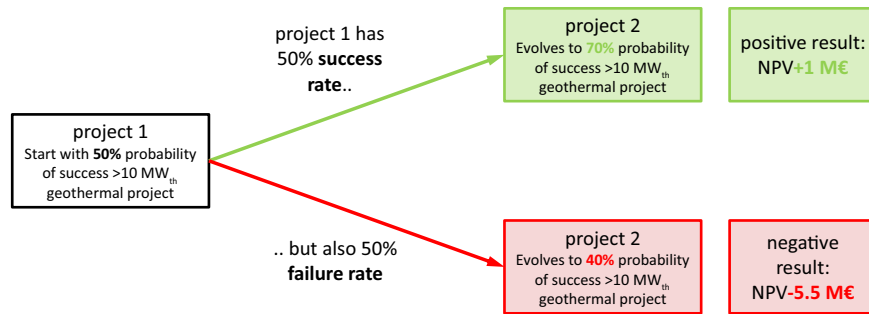 project 1 has
50% success
rate..
project 2
Evolves to 70% probability
of success >10 MWth
geothermal project
positive result:
NPV+1 M€
project 1
Start with 50% probability
of success >10 MWth
geothermal project
.. but also 50%
failure rate
project 2
Evolves to 40% probability
of success >10 MWth
geothermal project
negative
result:
NPV-5.5 M€